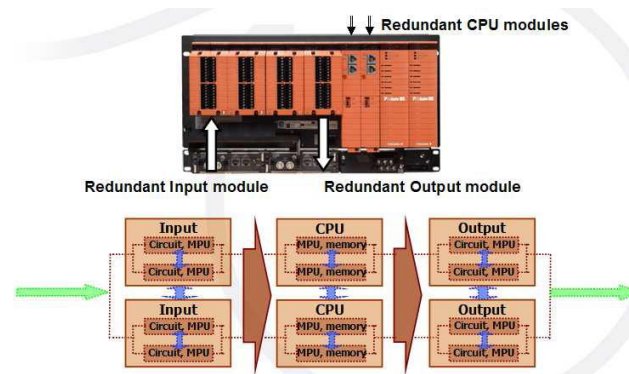 Redundant CPU modules
Redundant Input module
Redundant Output module
Input
Circuit, MPU
Circuit, MPU
CPU
MPU, memory
MPU, memory
Output
Circuit, MPU
Circuit, MPU
Input
Circuit, MPU
Circuit, MPU
CPU
MPU, memory
MPU, memory
Output
Circuit, MPU
Circuit, MPU